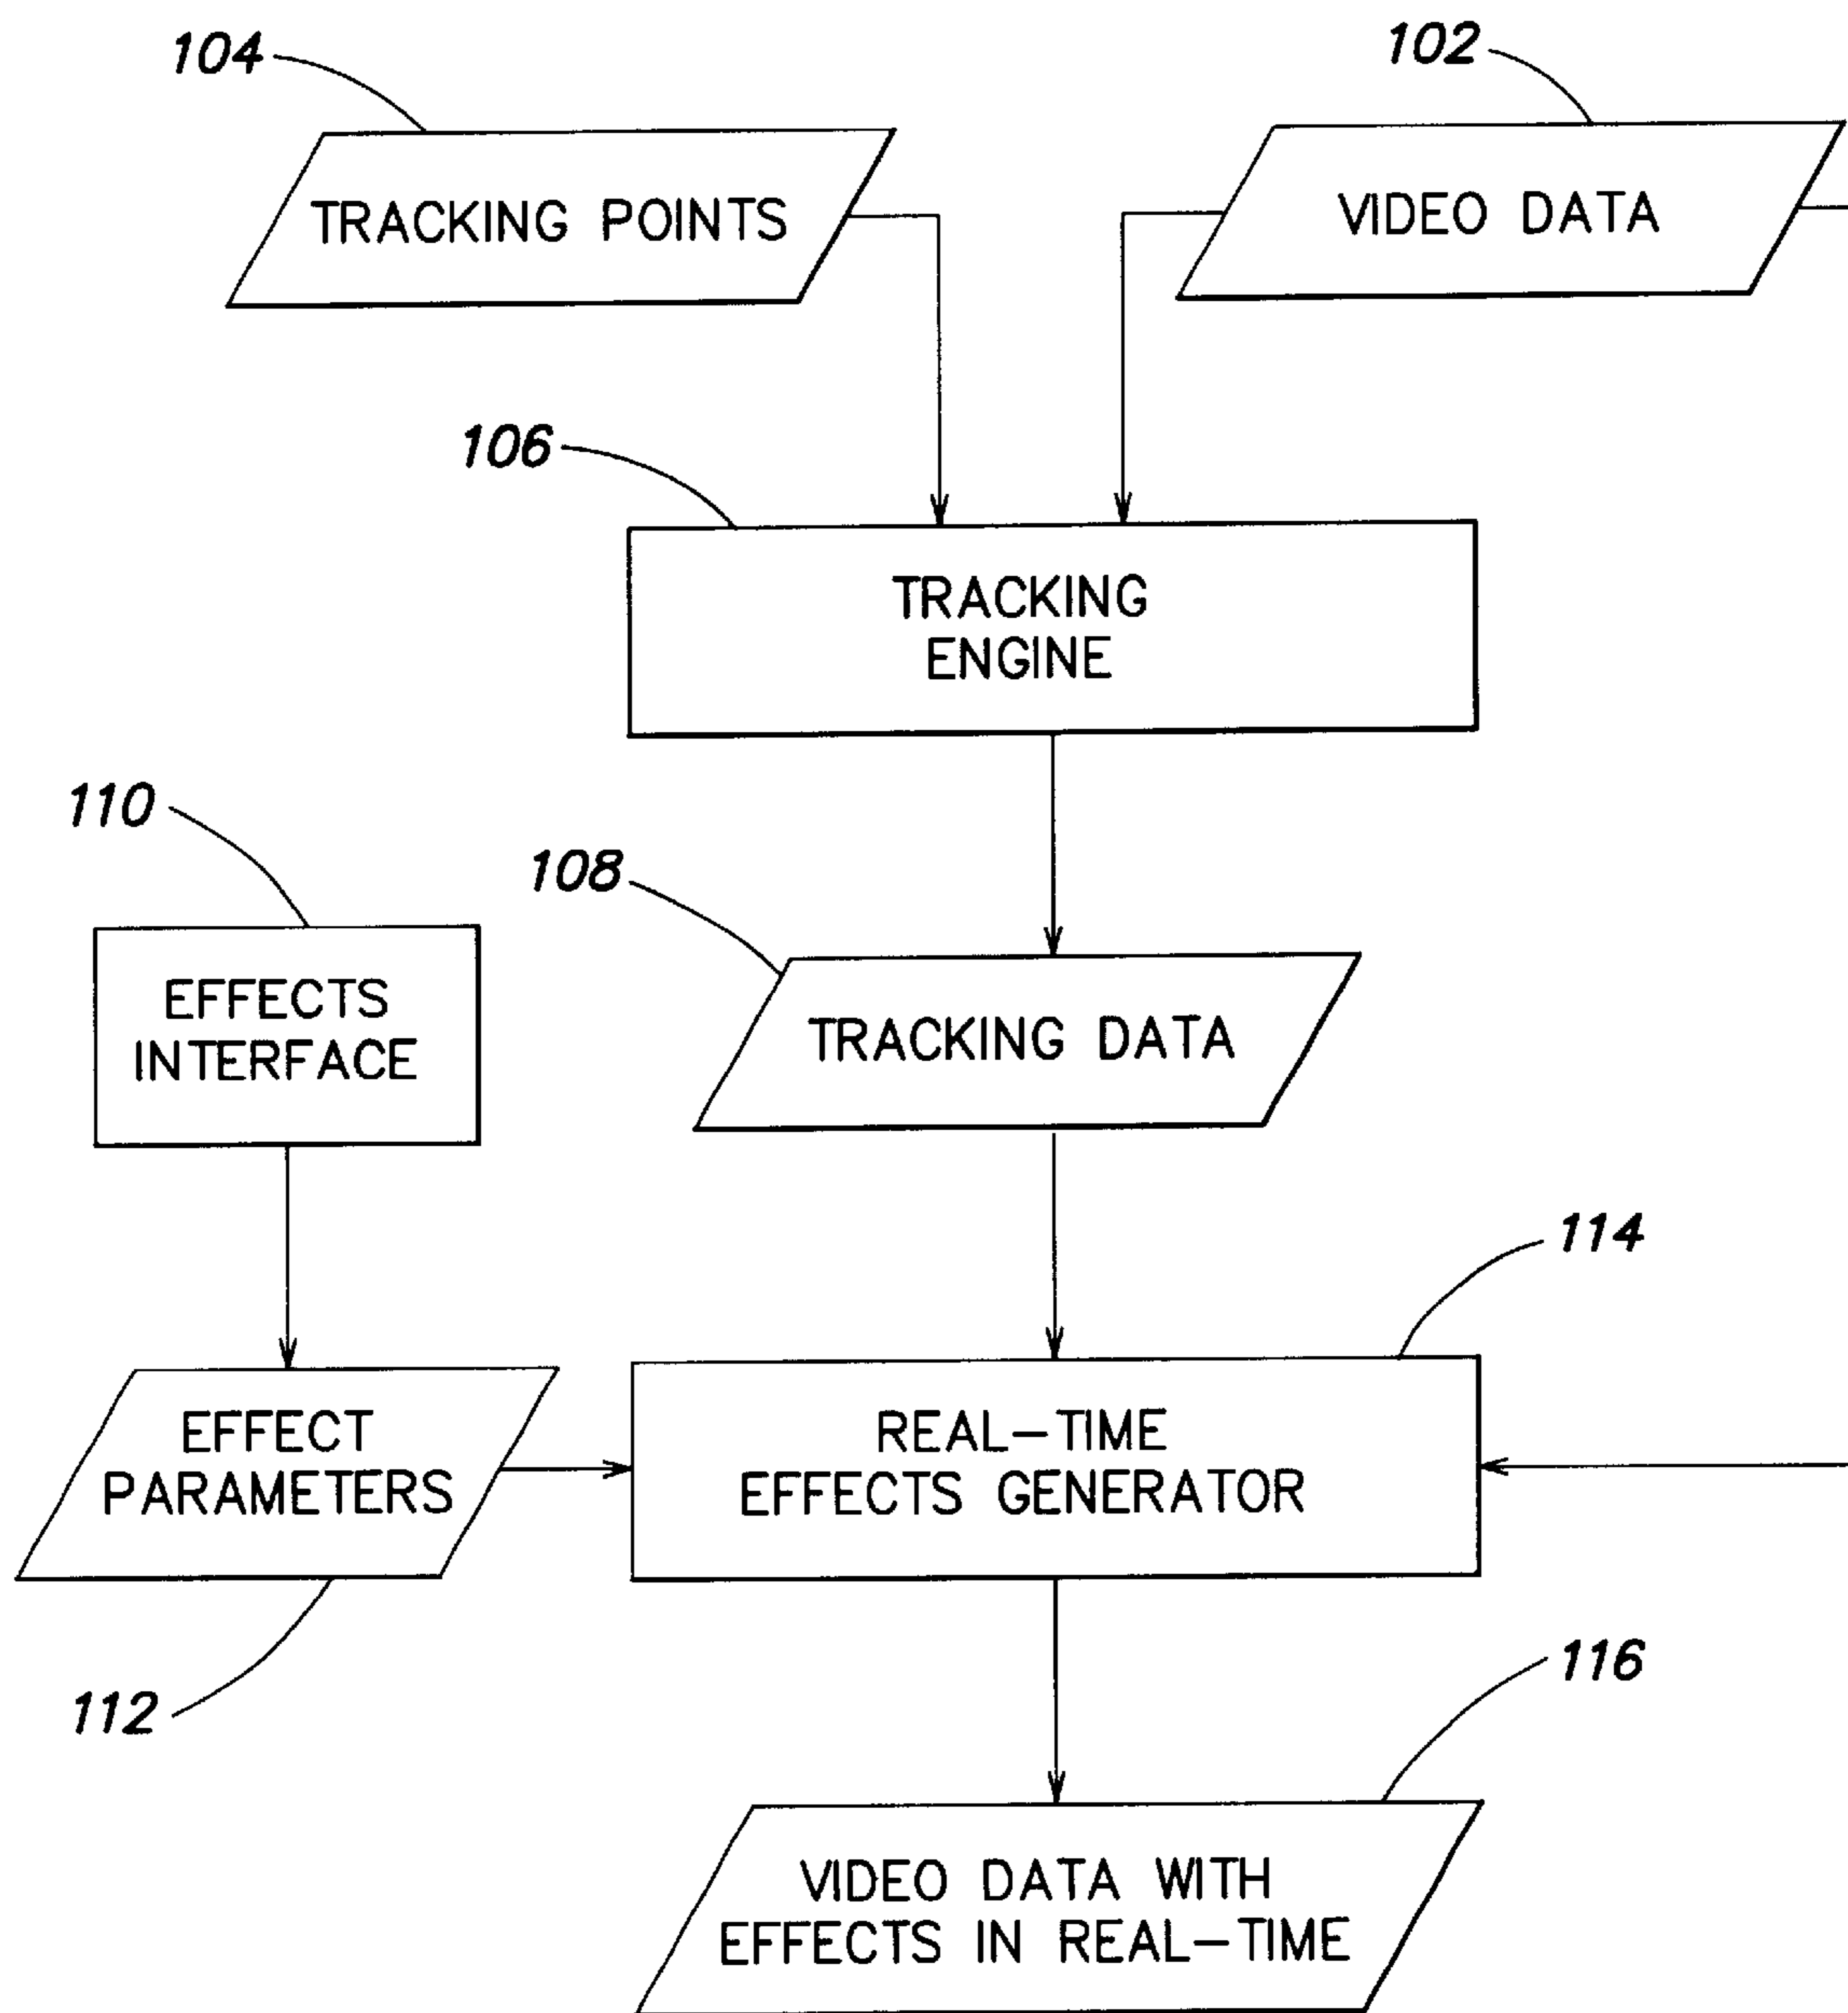 104
102
TRACKING POINTS
VIDEO DATA
106
TRACKING
ENGINE
110
108
EFFECTS
INTERFACE
TRACKING DATA
114
EFFECT
PARAMETERS
REAL-TIME
EFFECTS GENERATOR
112
116
VIDEO DATA WITH
EFFECTS IN REAL-TIME